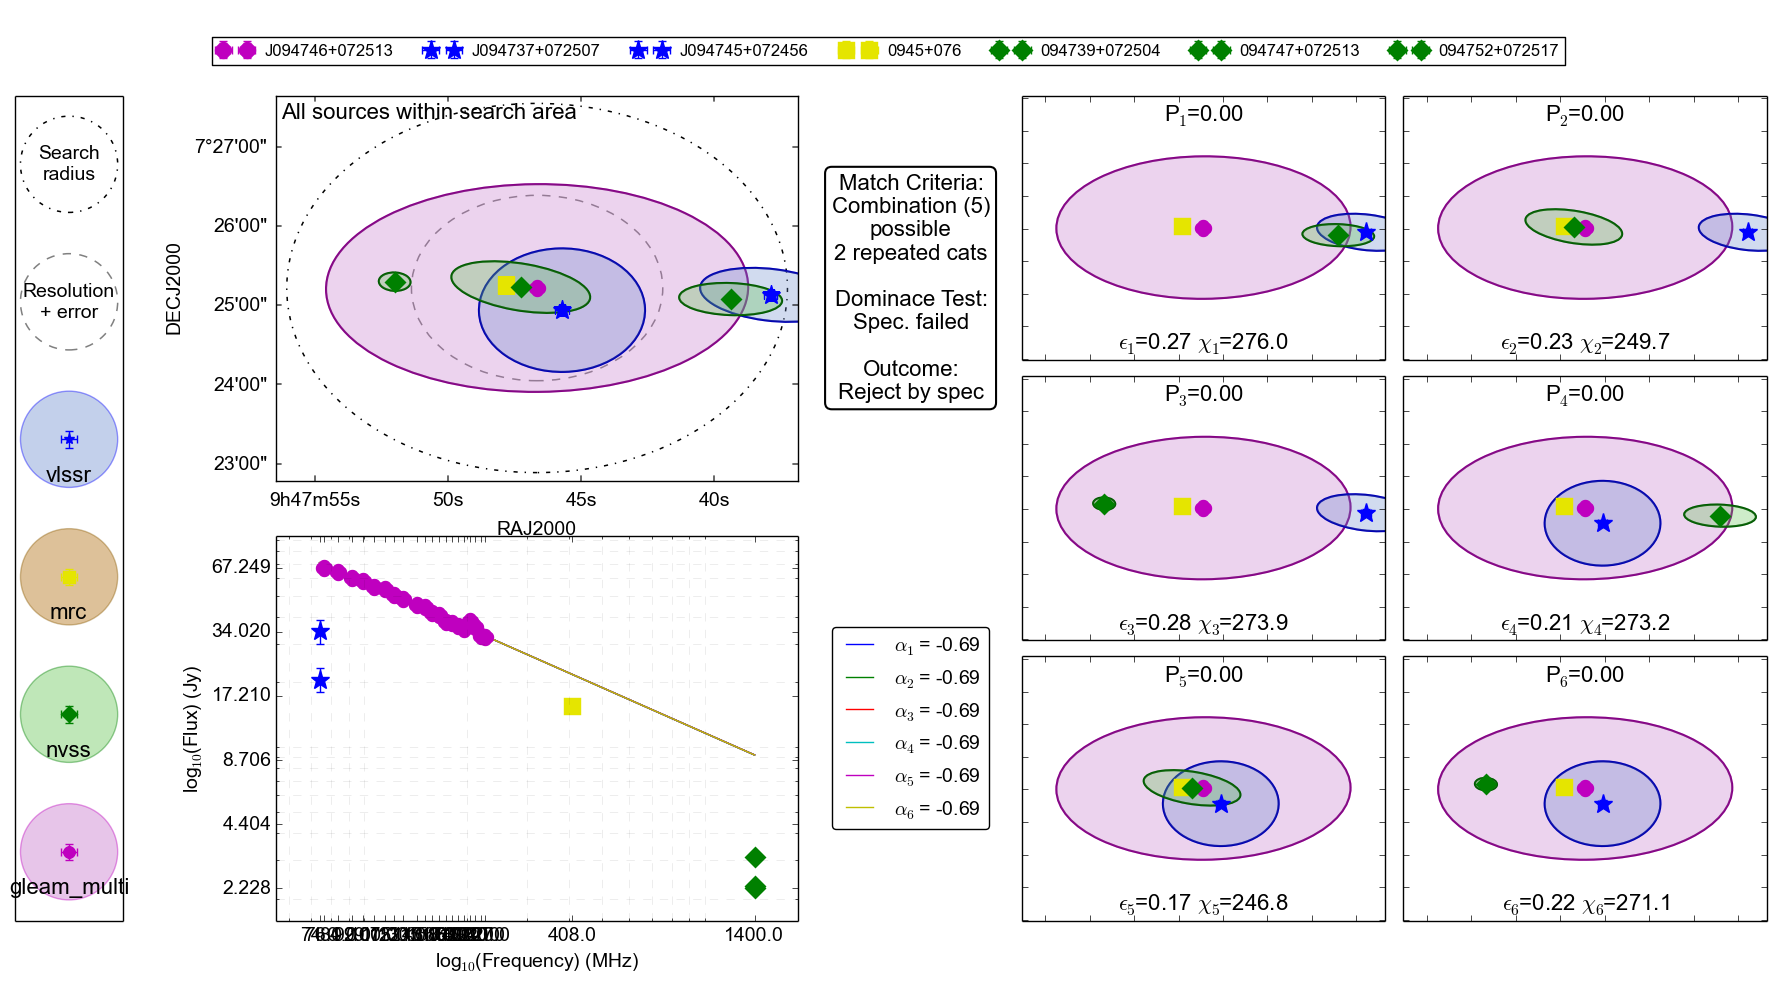 J094746+072513 J094737+072507 J094745+072456 0945+076 094739+072504 094747+072513 094752+072517
Search
radius
Resolution
+ error
vlssr
mrc
nvss
gleam_multi
All sources within search area
DECJ2000
7°27'00"
26'00"
25'00"
24'00"
23'00"
9h47m55s 50s 45s 40s
RAJ2000
Match Criteria:
Combination (5)
possible
2 repeated cats
Dominace Test:
Spec. failed
Outcome:
Reject by spec
log10(Flux) (Jy)
67.249
34.020
17.210
8.706
4.404
2.228
408.0 1400.0
log10(Frequency) (MHz)
α1 = -0.69
α2 = -0.69
α3 = -0.69
α4 = -0.69
α5 = -0.69
α6 = -0.69
P1=0.00
ϵ1=0.27 χ1=276.0
P2=0.00
ϵ2=0.23 χ2=249.7
P3=0.00
ϵ3=0.28 χ3=273.9
P4=0.00
ϵ4=0.21 χ4=273.2
P5=0.00
ϵ5=0.17 χ5=246.8
P6=0.00
ϵ6=0.22 χ6=271.1